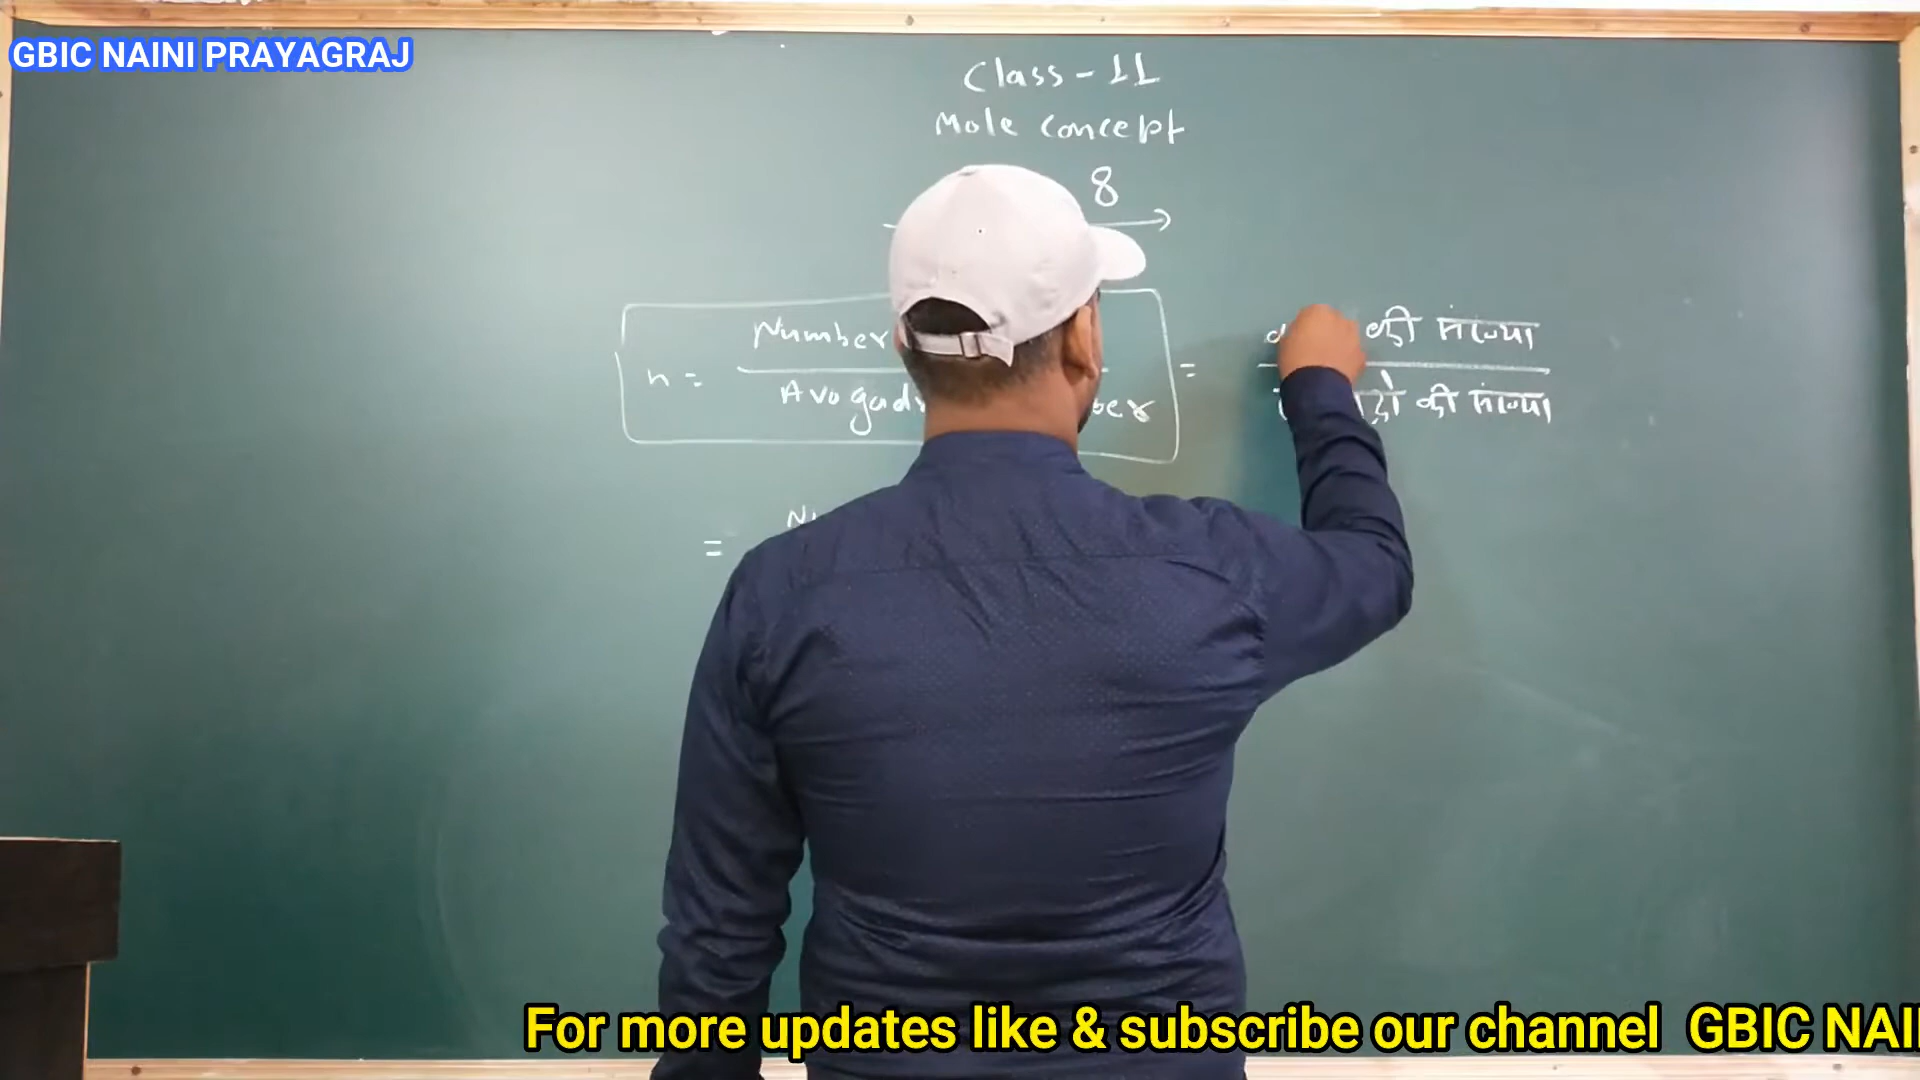 GBIC NAINI PRAYAGRAJ
Class - 11
Mole concept
8
n = Number = की संख्या
Avogad ber की संख्या
= N
For more updates like & subscribe our channel GBIC NAI